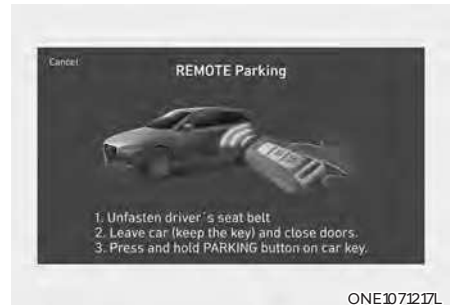 Cancel
REMOTE Parking
1. Unfasten driver's seat belt
2. Leave car (keep the key) and close doors.
3. Press and hold PARKING button on car key.
ONE1071217L